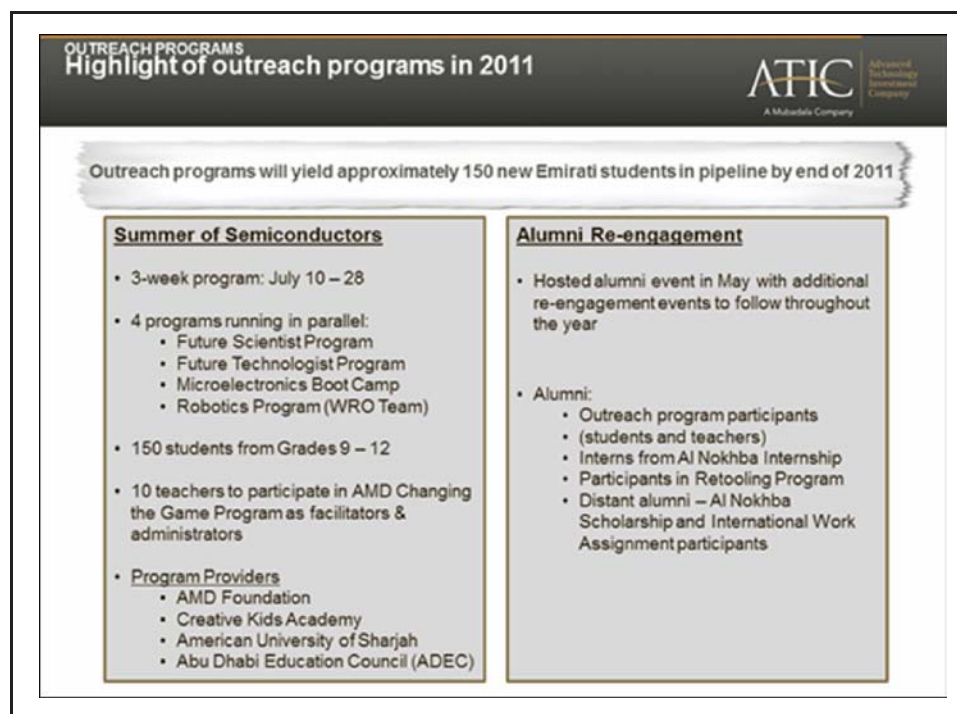 OUTREACH PROGRAMS
Highlight of outreach programs in 2011
ATIC
Advanced
Technology
Investment
Company
A Mubadala Company
Outreach programs will yield approximately 150 new Emirati students in pipeline by end of 2011
Summer of Semiconductors
• 3-week program: July 10 – 28
• 4 programs running in parallel:
• Future Scientist Program
• Future Technologist Program
• Microelectronics Boot Camp
• Robotics Program (WRO Team)
• 150 students from Grades 9 – 12
• 10 teachers to participate in AMD Changing
the Game Program as facilitators &
administrators
• Program Providers
• AMD Foundation
• Creative Kids Academy
• American University of Sharjah
• Abu Dhabi Education Council (ADEC)
Alumni Re-engagement
• Hosted alumni event in May with additional
re-engagement events to follow throughout
the year
• Alumni:
• Outreach program participants
• (students and teachers)
• Interns from Al Nokhba Internship
• Participants in Retooling Program
• Distant alumni – Al Nokhba
Scholarship and International Work
Assignment participants